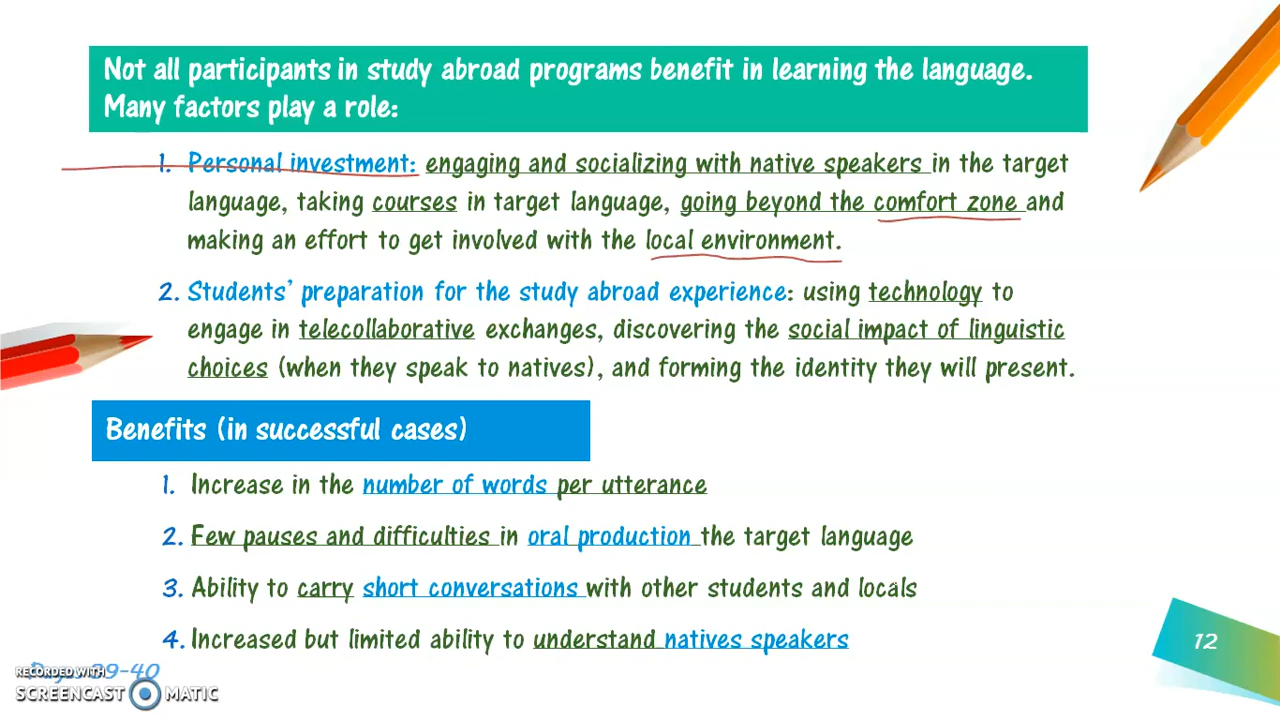 Not all participants in study abroad programs benefit in learning the language.
Many factors play a role:
1. Personal investment: engaging and socializing with native speakers in the target
language, taking courses in target language, going beyond the comfort zone and
making an effort to get involved with the local environment.
2. Students' preparation for the study abroad experience: using technology to
engage in telecollaborative exchanges, discovering the social impact of linguistic
choices (when they speak to natives), and forming the identity they will present.
Benefits (in successful cases)
1. Increase in the number of words per utterance
2. Few pauses and difficulties in oral production the target language
3. Ability to carry short conversations with other students and locals
4. Increased but limited ability to understand natives speakers
12
39-40
RECORDED WITH
SCREENCAST MATIC